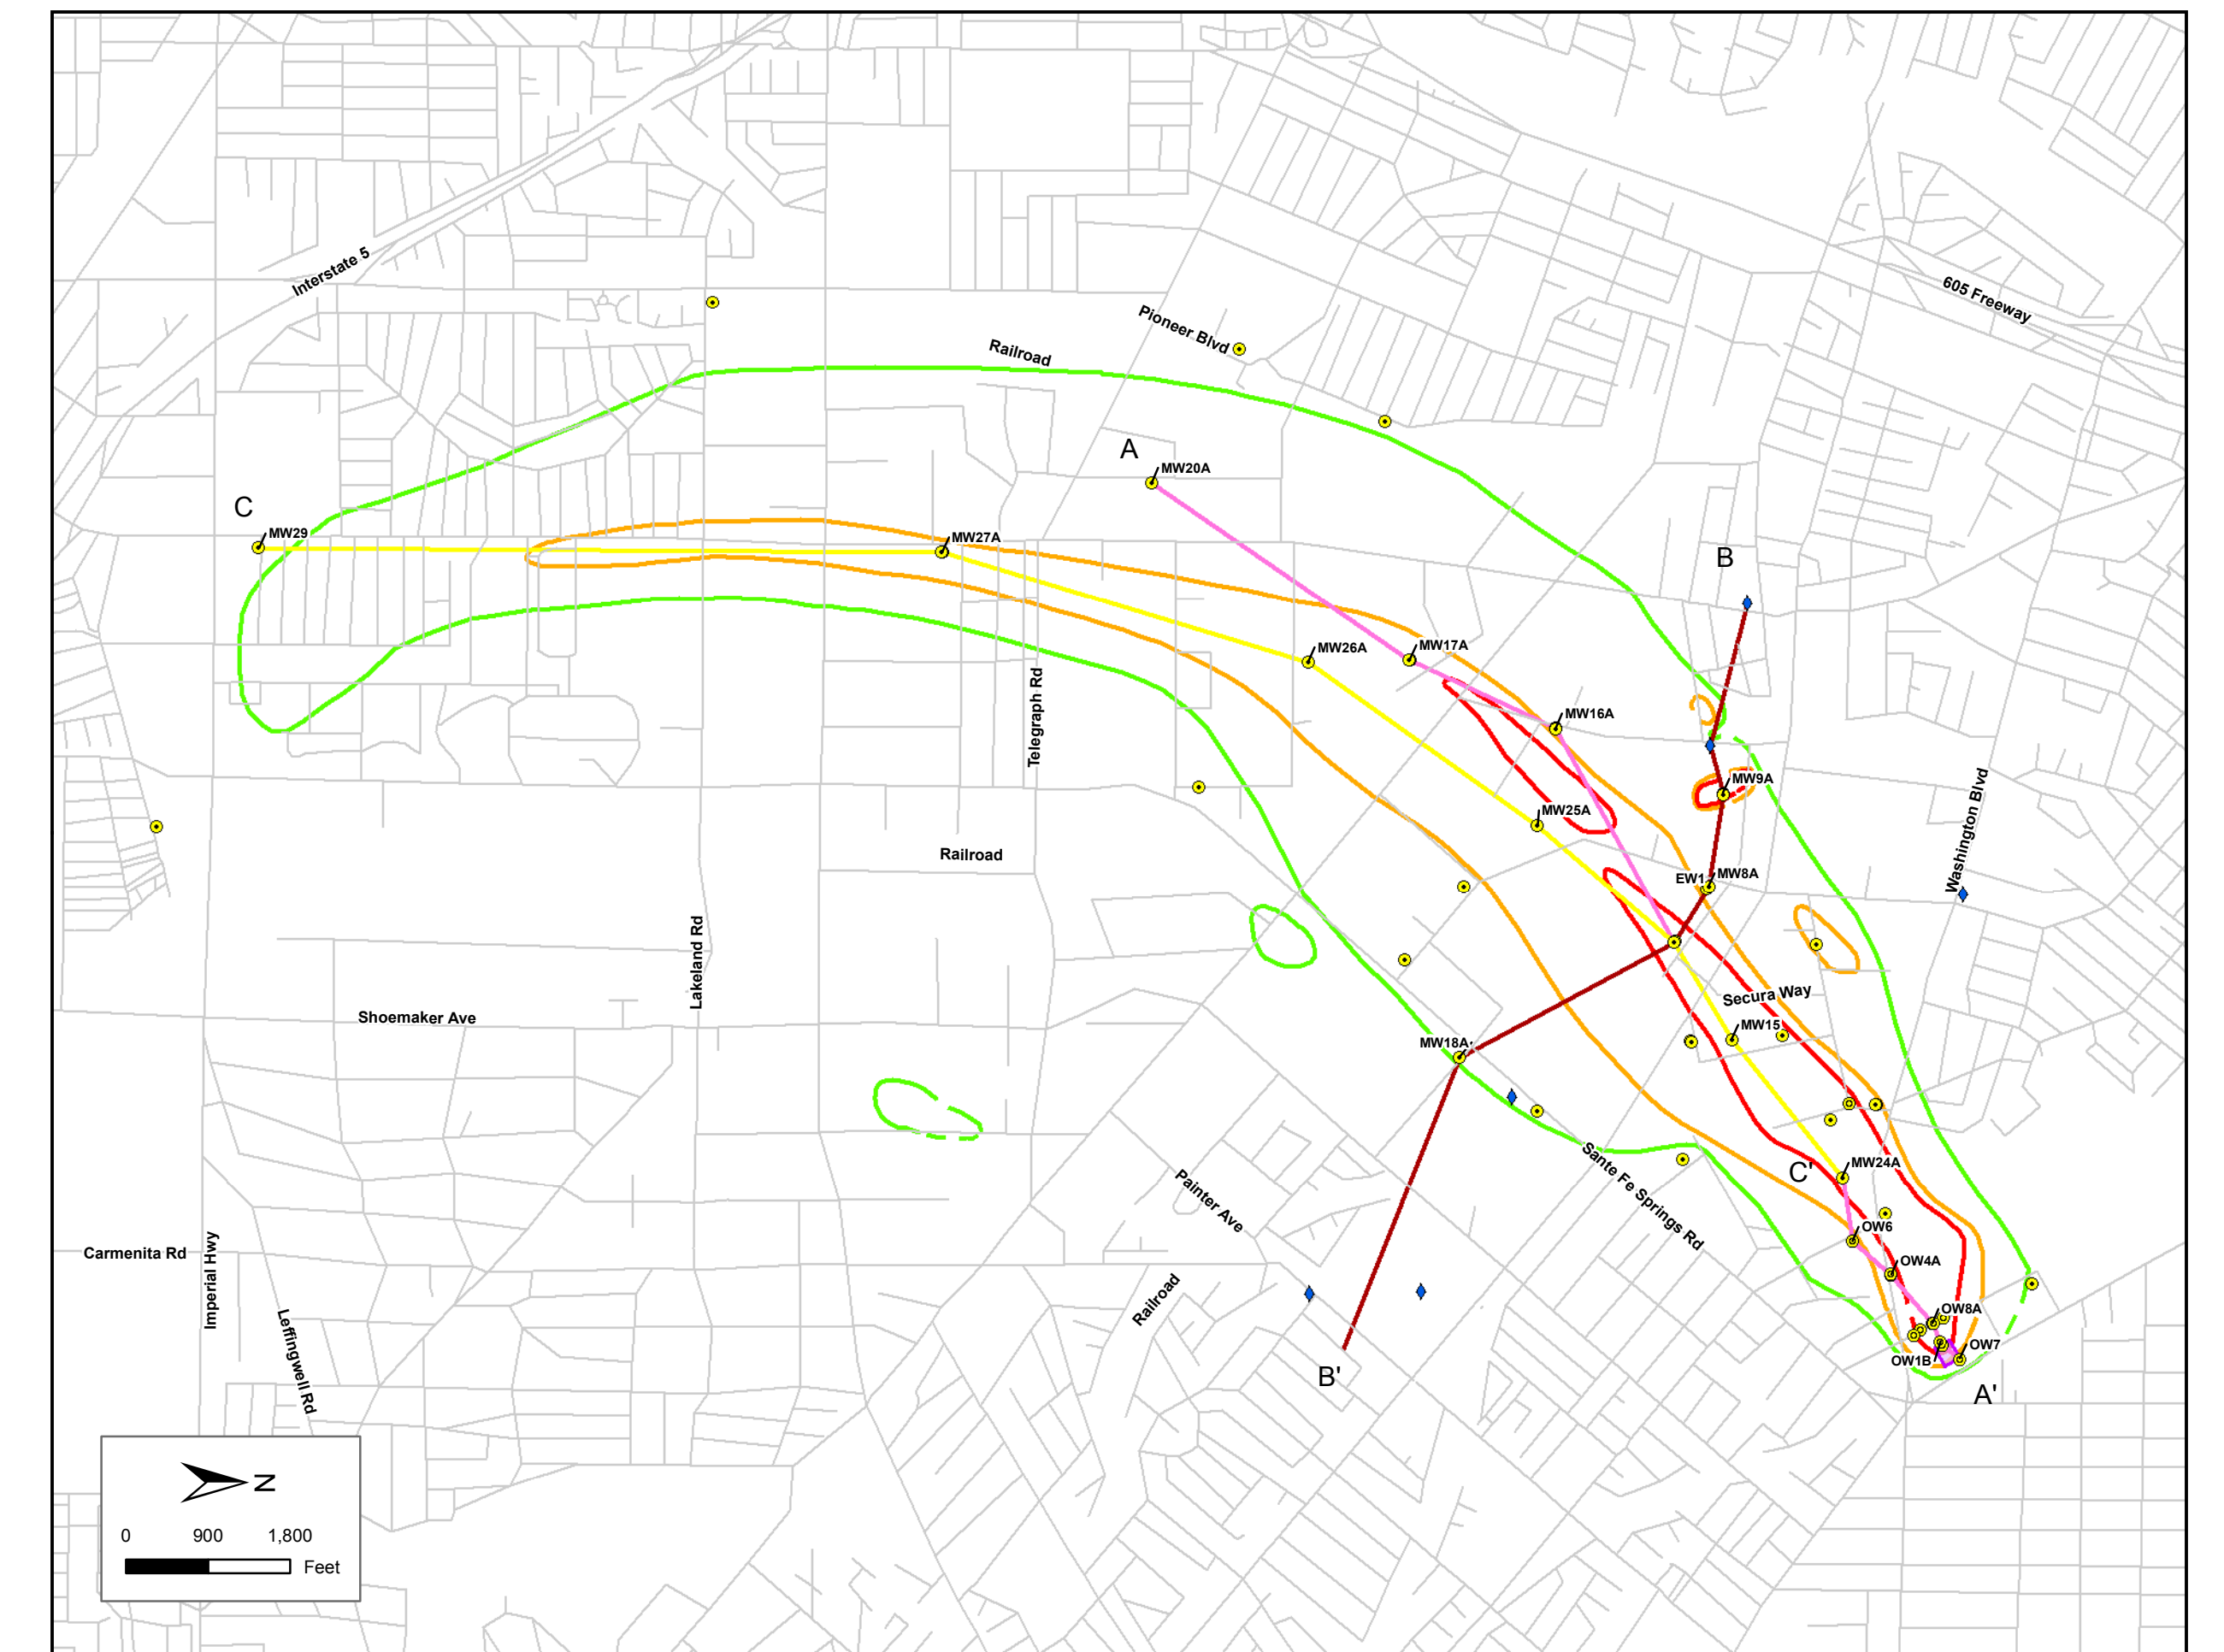 Interstate 5
605 Freeway
Pioneer Blvd
Railroad
A
MW20A
C
MW29
MW27A
B
MW26A
MW17A
MW16A
Telegraph Rd
MW9A
MW25A
Washington Blvd
Railroad
EW1
MW8A
Lakeland Rd
Secura Way
Shoemaker Ave
MW15
MW18A
C'
MW24A
Sante Fe Springs Rd
Painter Ave
OW6
Carmenita Rd
Imperial Hwy
OW4A
Railroad
OW8A
Leffingwell Rd
OW7
OW1B
B'
A'
N
0 900 1,800
Feet